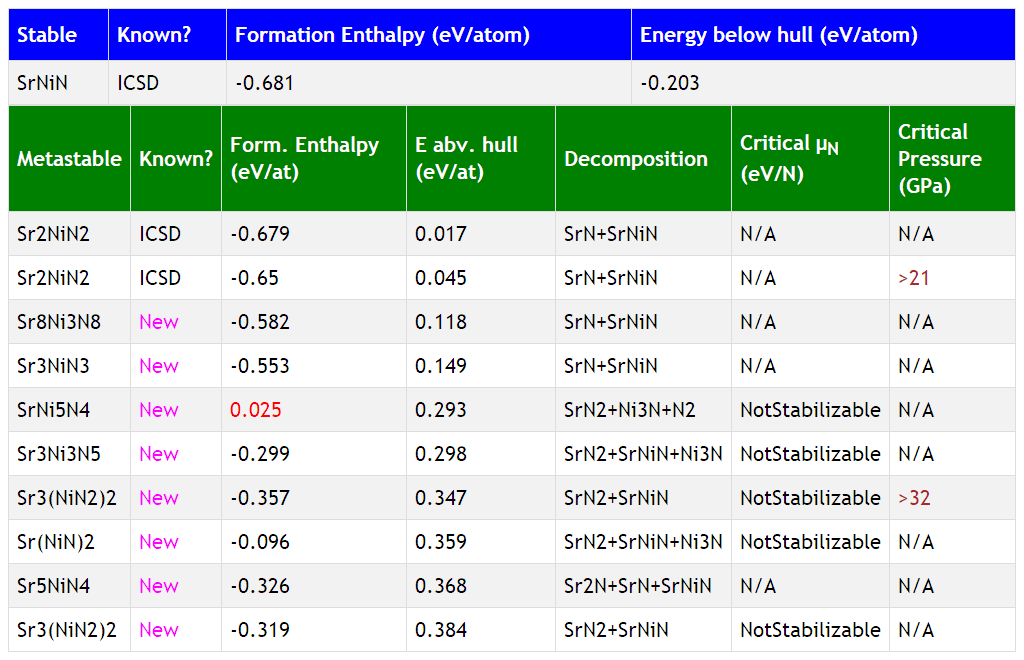 Stable Known? Formation Enthalpy (eV/atom) Energy below hull (eV/atom)
SrNiN ICSD -0.681 -0.203
Metastable Known? Form. Enthalpy (eV/at) E abv. hull (eV/at) Decomposition Critical μN (eV/N) Critical Pressure (GPa)
Sr2NiN2 ICSD -0.679 0.017 SrN+SrNiN N/A N/A
Sr2NiN2 ICSD -0.65 0.045 SrN+SrNiN N/A >21
Sr8Ni3N8 New -0.582 0.118 SrN+SrNiN N/A N/A
Sr3NiN3 New -0.553 0.149 SrN+SrNiN N/A N/A
SrNi5N4 New 0.025 0.293 SrN2+Ni3N+N2 NotStabilizable N/A
Sr3Ni3N5 New -0.299 0.298 SrN2+SrNiN+Ni3N NotStabilizable N/A
Sr3(NiN2)2 New -0.357 0.347 SrN2+SrNiN NotStabilizable >32
Sr(NiN)2 New -0.096 0.359 SrN2+SrNiN+Ni3N NotStabilizable N/A
Sr5NiN4 New -0.326 0.368 Sr2N+SrN+SrNiN N/A N/A
Sr3(NiN2)2 New -0.319 0.384 SrN2+SrNiN NotStabilizable N/A